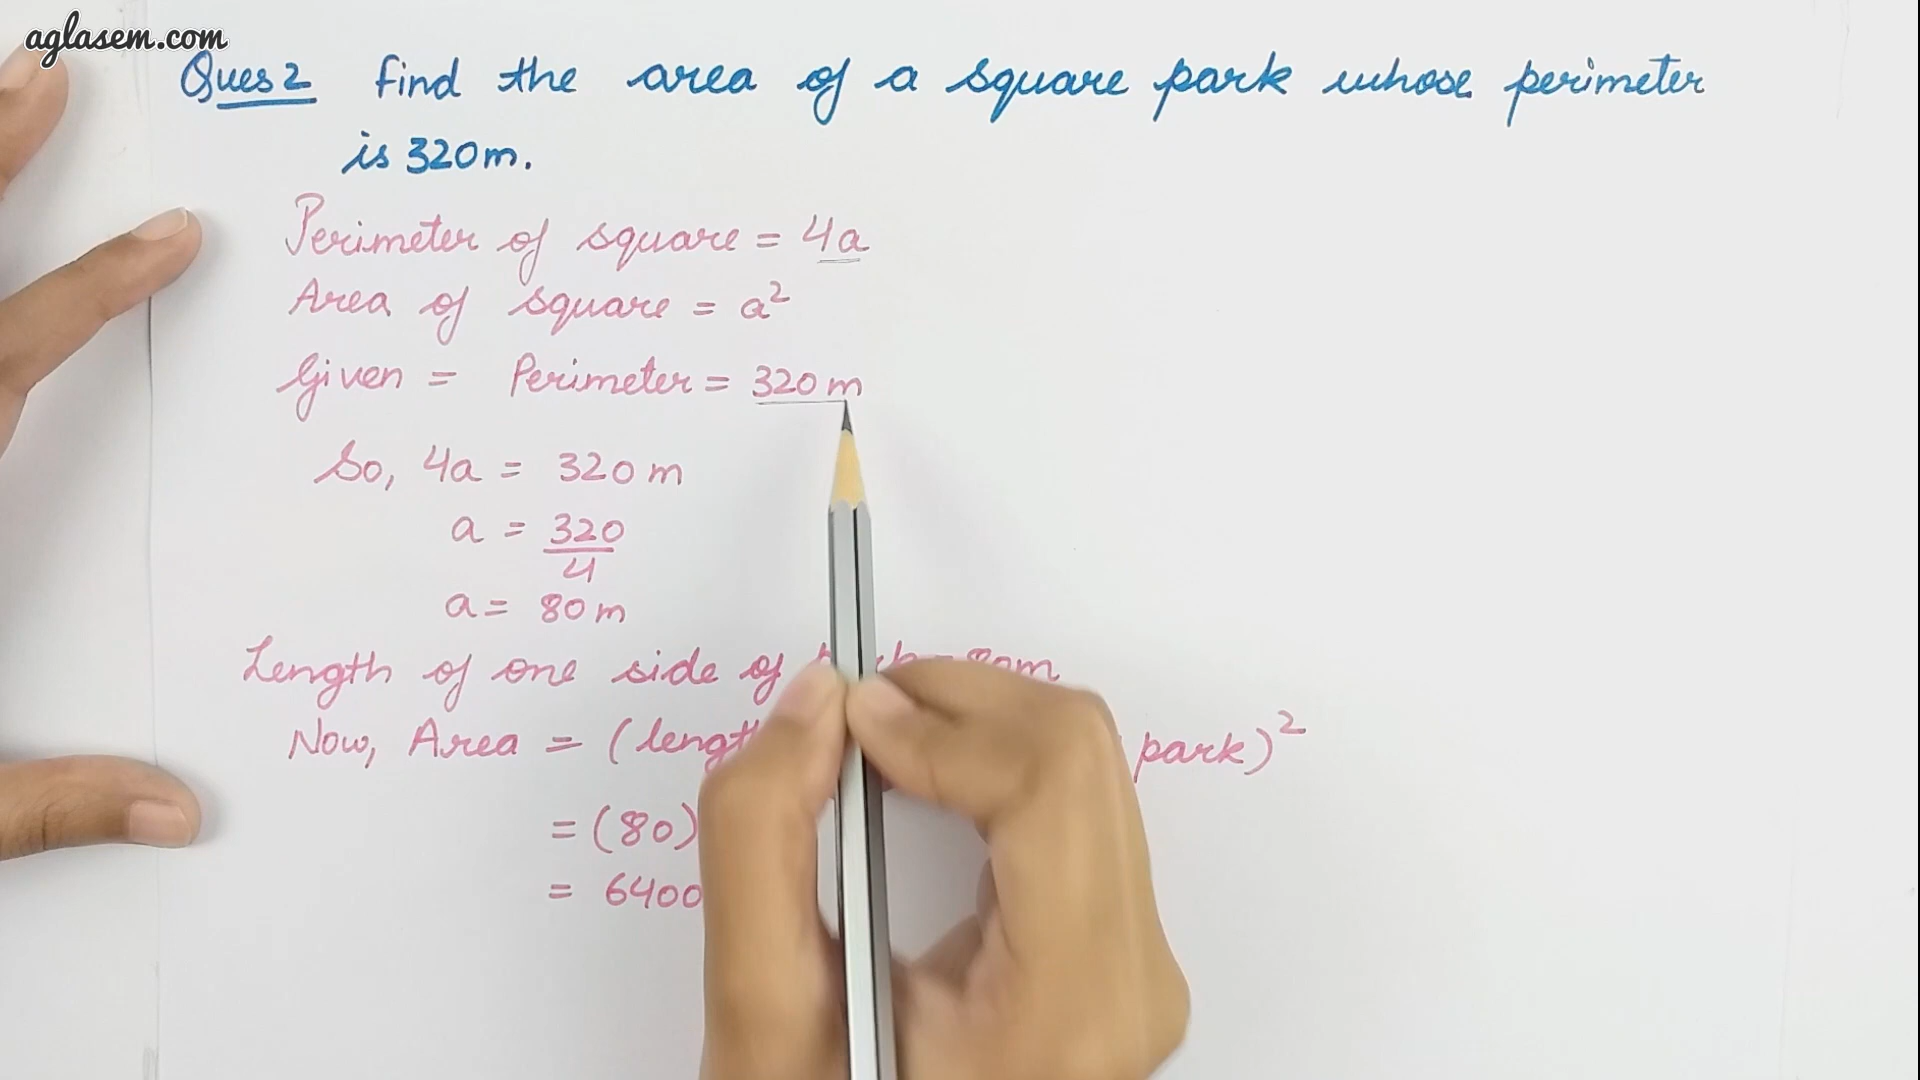 aglasem.com
Ques 2 Find the area of a square park whose perimeter
is 320m.
Perimeter of square = 4a
Area of square = a²
Given = Perimeter = 320 m
So, 4a = 320 m
a = 320
4
a = 80 m
Length of one side of = 80m
Now, Area = ( park)²
= (80)
= 6400